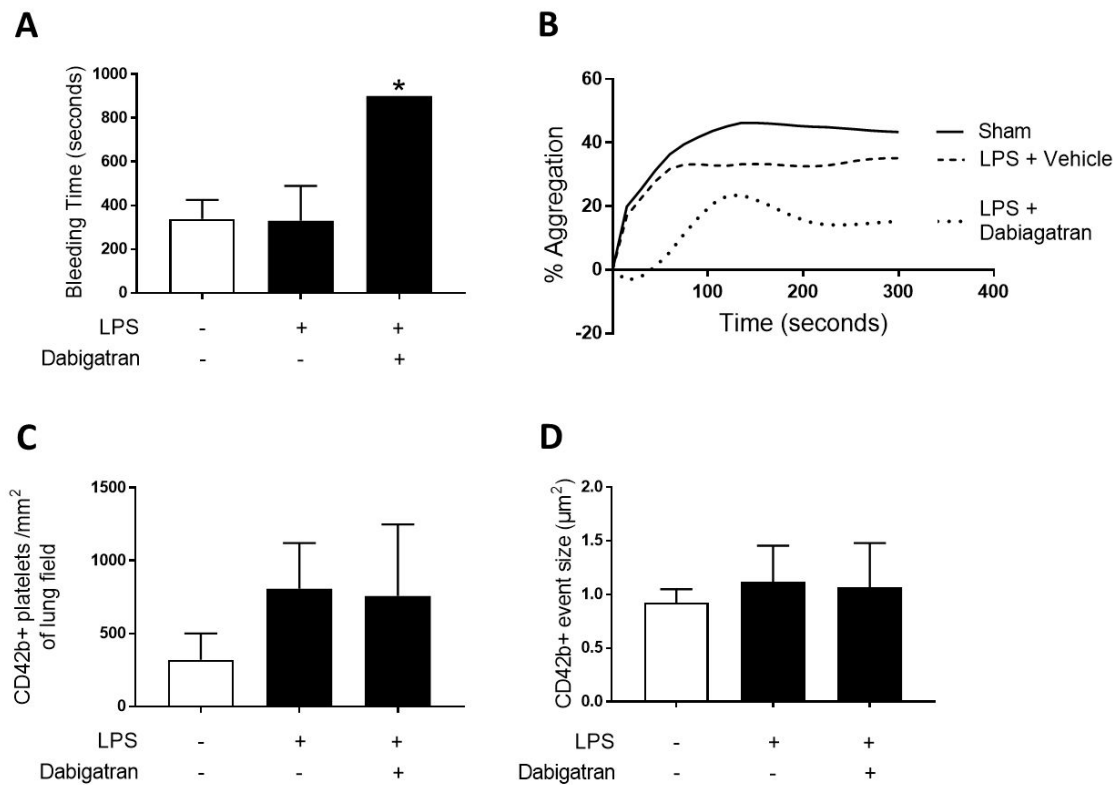 A
Bleeding Time (seconds)
1000
800
600
400
200
0
*
LPS - + +
Dabigatran - - +
B
% Aggregation
60
40
20
0
-20
100 200 300 400
Time (seconds)
Sham
LPS + Vehicle
LPS +
Dabiagatran
C
CD42b+ platelets /mm²
of lung field
1500
1000
500
0
LPS - + +
Dabigatran - - +
D
CD42b+ event size (µm²)
2.0
1.5
1.0
0.5
0.0
LPS - + +
Dabigatran - - +